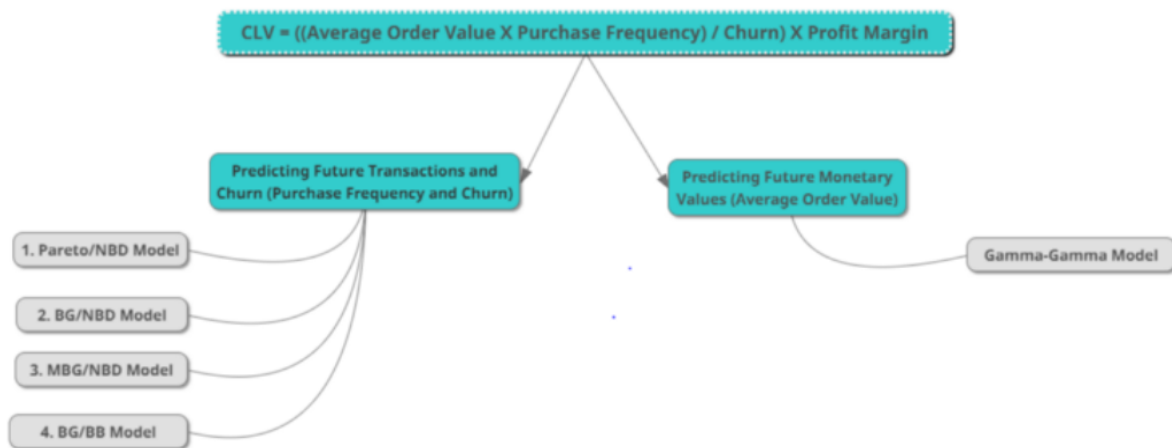 CLV = ((Average Order Value X Purchase Frequency) / Churn) X Profit Margin
Predicting Future Transactions and
Churn (Purchase Frequency and Churn)
Predicting Future Monetary
Values (Average Order Value)
1. Pareto/NBD Model
Gamma-Gamma Model
2. BG/NBD Model
3. MBG/NBD Model
4. BG/BB Model